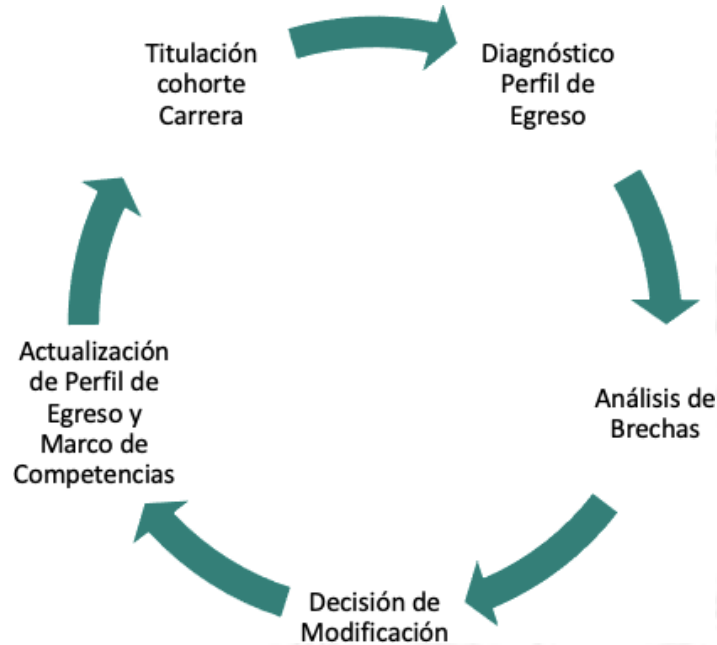 Titulación
cohorte
Carrera
Diagnóstico
Perfil de
Egreso
Análisis de
Brechas
Decisión de
Modificación
Actualización
de Perfil de
Egreso y
Marco de
Competencias